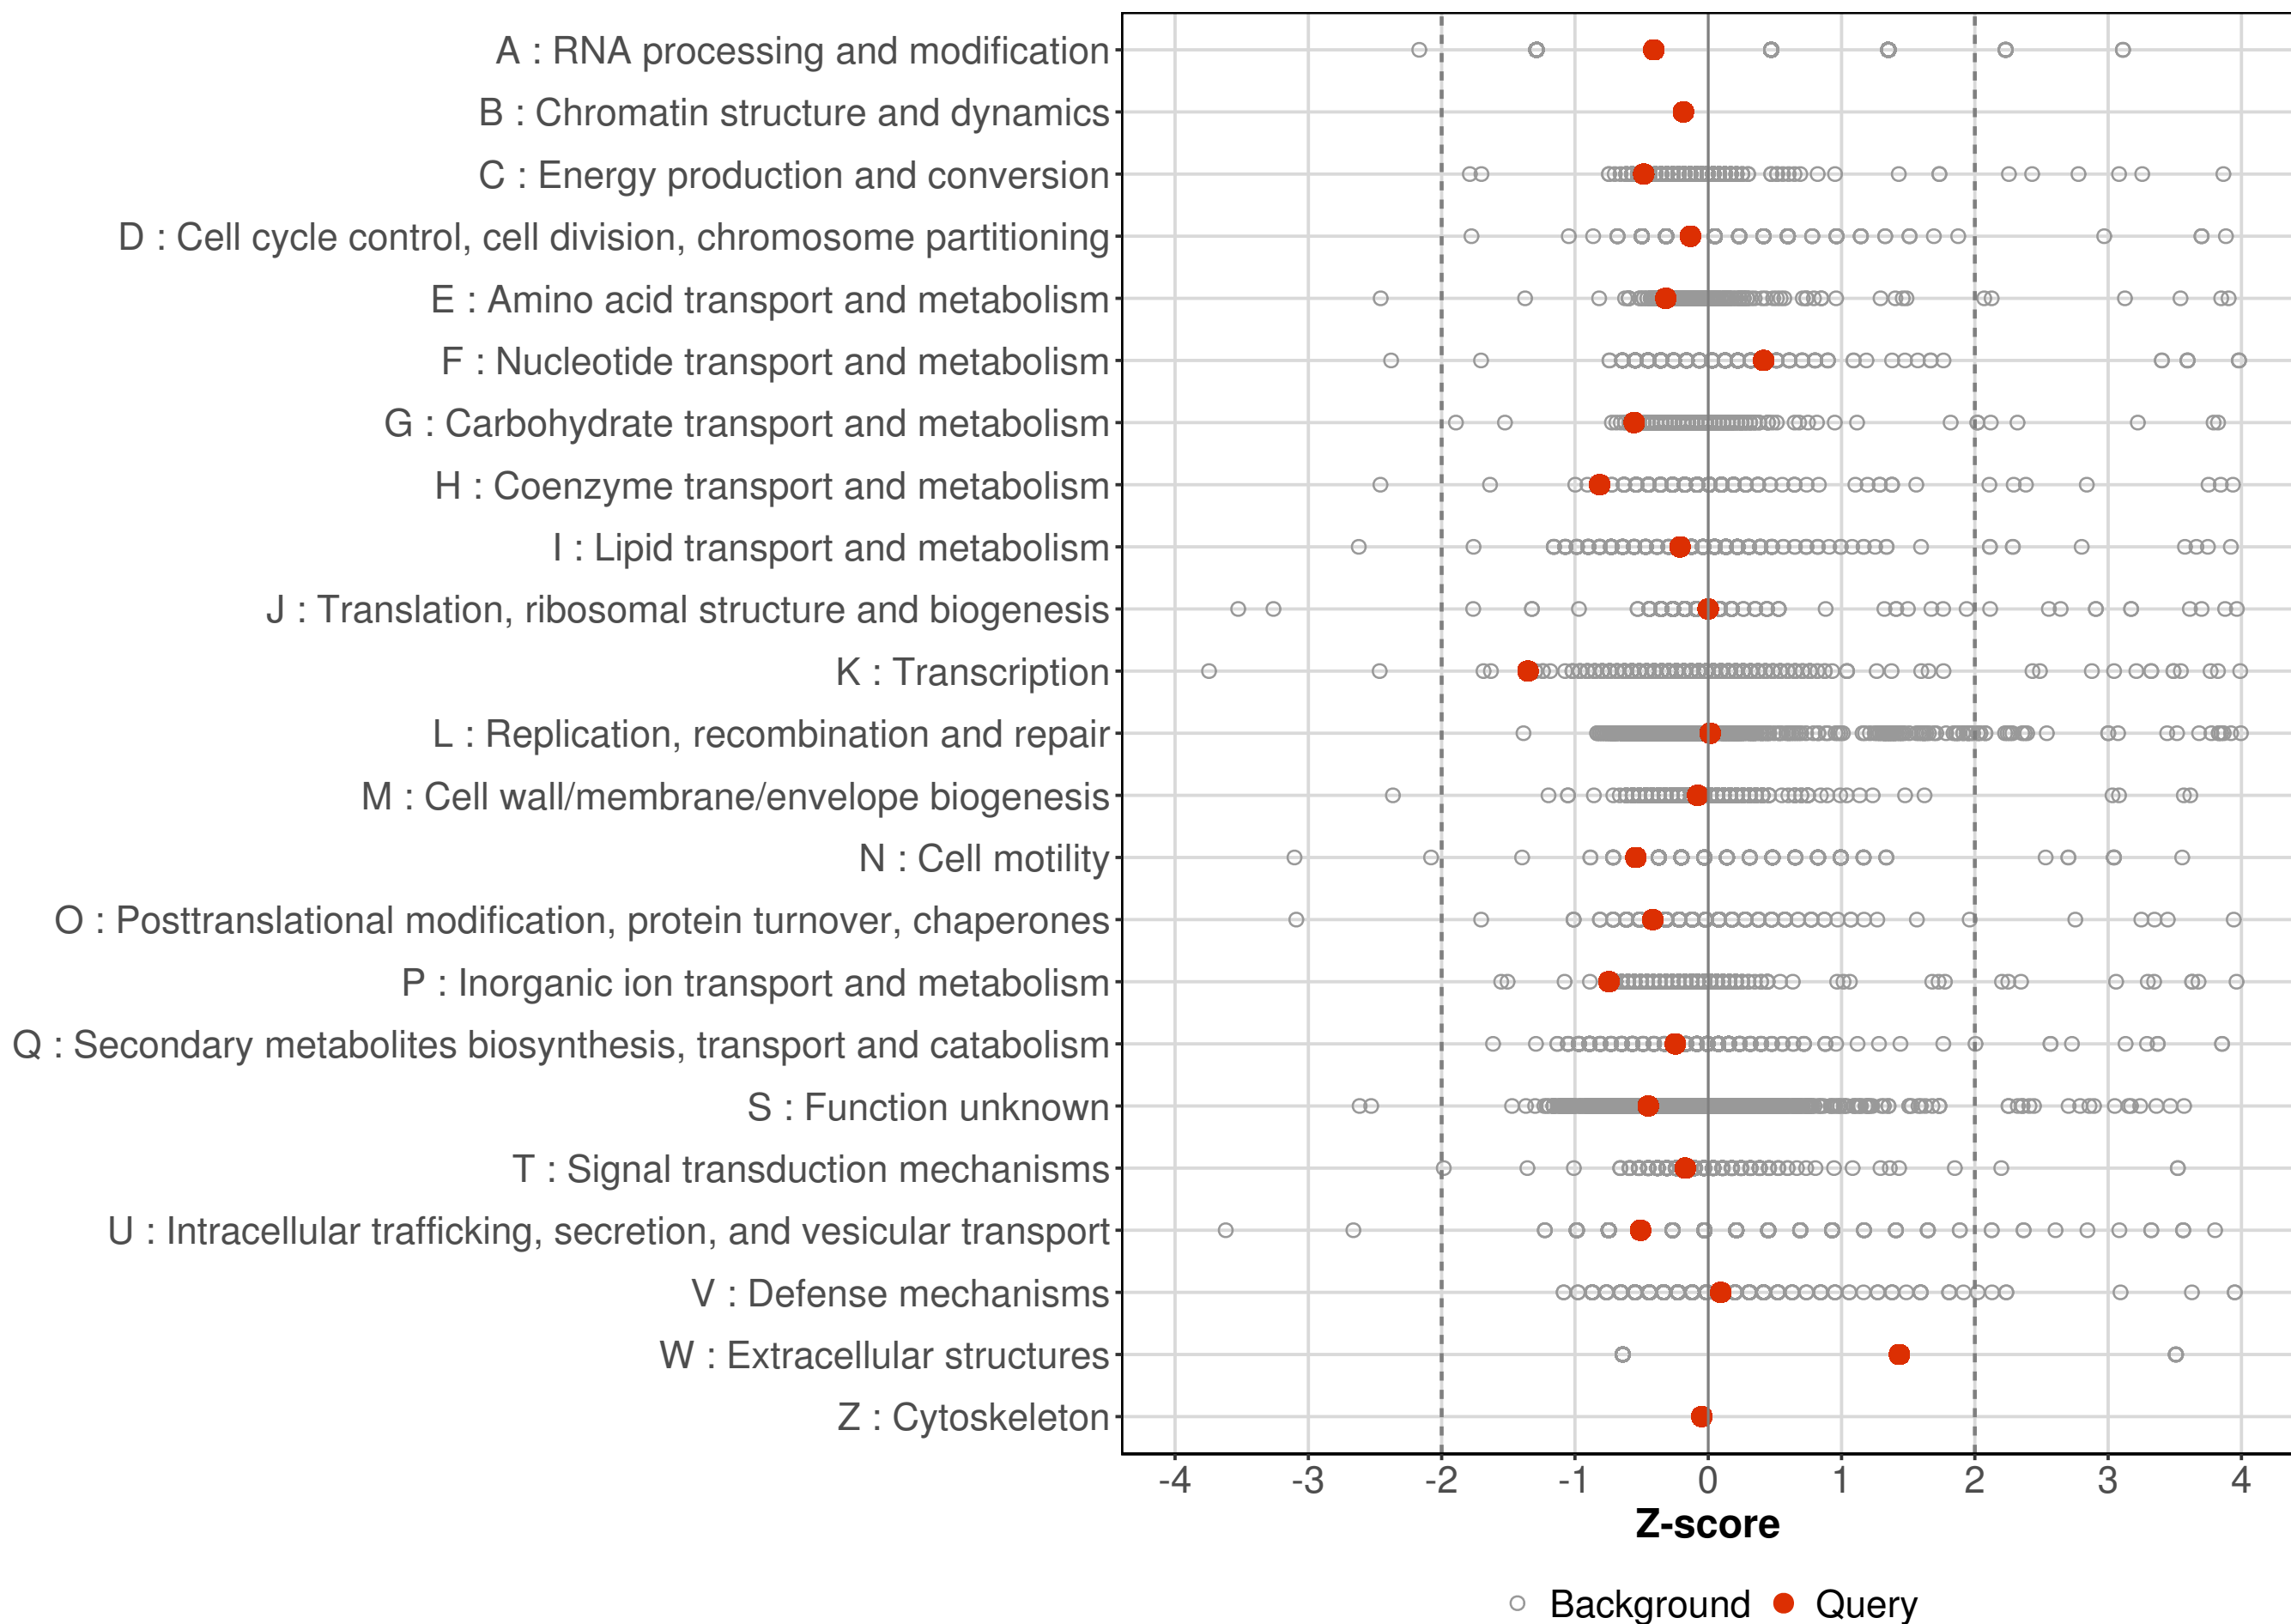 A : RNA processing and modification
B : Chromatin structure and dynamics
C : Energy production and conversion
D : Cell cycle control, cell division, chromosome partitioning
E : Amino acid transport and metabolism
F : Nucleotide transport and metabolism
G : Carbohydrate transport and metabolism
H : Coenzyme transport and metabolism
I : Lipid transport and metabolism
J : Translation, ribosomal structure and biogenesis
K : Transcription
L : Replication, recombination and repair
M : Cell wall/membrane/envelope biogenesis
N : Cell motility
O : Posttranslational modification, protein turnover, chaperones
P : Inorganic ion transport and metabolism
Q : Secondary metabolites biosynthesis, transport and catabolism
S : Function unknown
T : Signal transduction mechanisms
U : Intracellular trafficking, secretion, and vesicular transport
V : Defense mechanisms
W : Extracellular structures
Z : Cytoskeleton
-4 -3 -2 -1 0 1 2 3 4
Z-score
Background Query